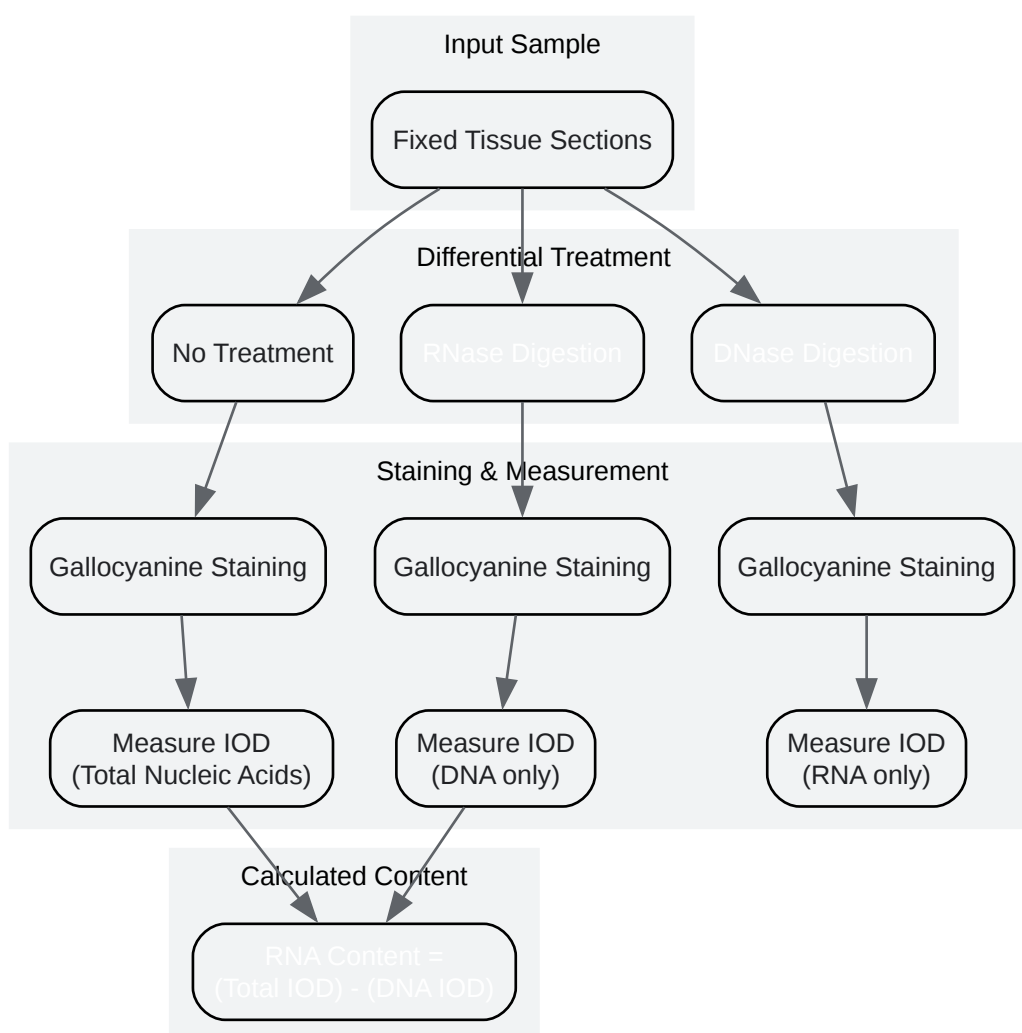 Input Sample
Fixed Tissue Sections
Differential Treatment
No Treatment
RNase Digestion
DNase Digestion
Staining & Measurement
Gallocyanine Staining
Gallocyanine Staining
Gallocyanine Staining
Measure IOD
(Total Nucleic Acids)
Measure IOD
(DNA only)
Measure IOD
(RNA only)
Calculated Content
RNA Content =
(Total IOD) - (DNA IOD)